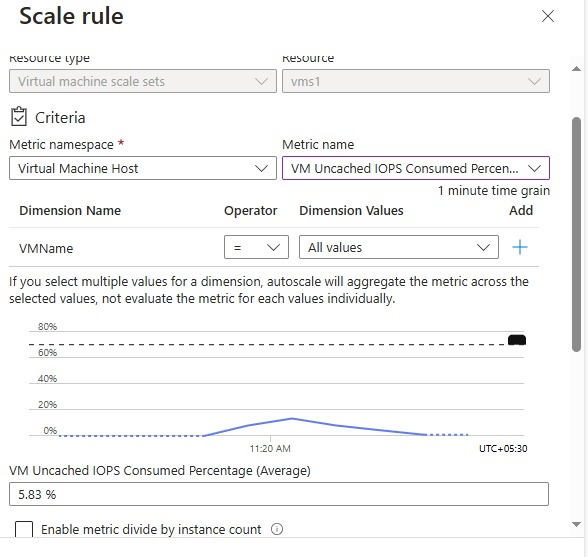 Scale rule
Resource type Resource
Virtual machine scale sets vms1
Criteria
Metric namespace * Metric name
Virtual Machine Host VM Uncached IOPS Consumed Percen...
1 minute time grain
Dimension Name Operator Dimension Values Add
VMName = All values
If you select multiple values for a dimension, autoscale will aggregate the metric across the
selected values, not evaluate the metric for each values individually.
80%
60%
40%
20%
0%
11:20 AM UTC+05:30
VM Uncached IOPS Consumed Percentage (Average)
5.83 %
Enable metric divide by instance count